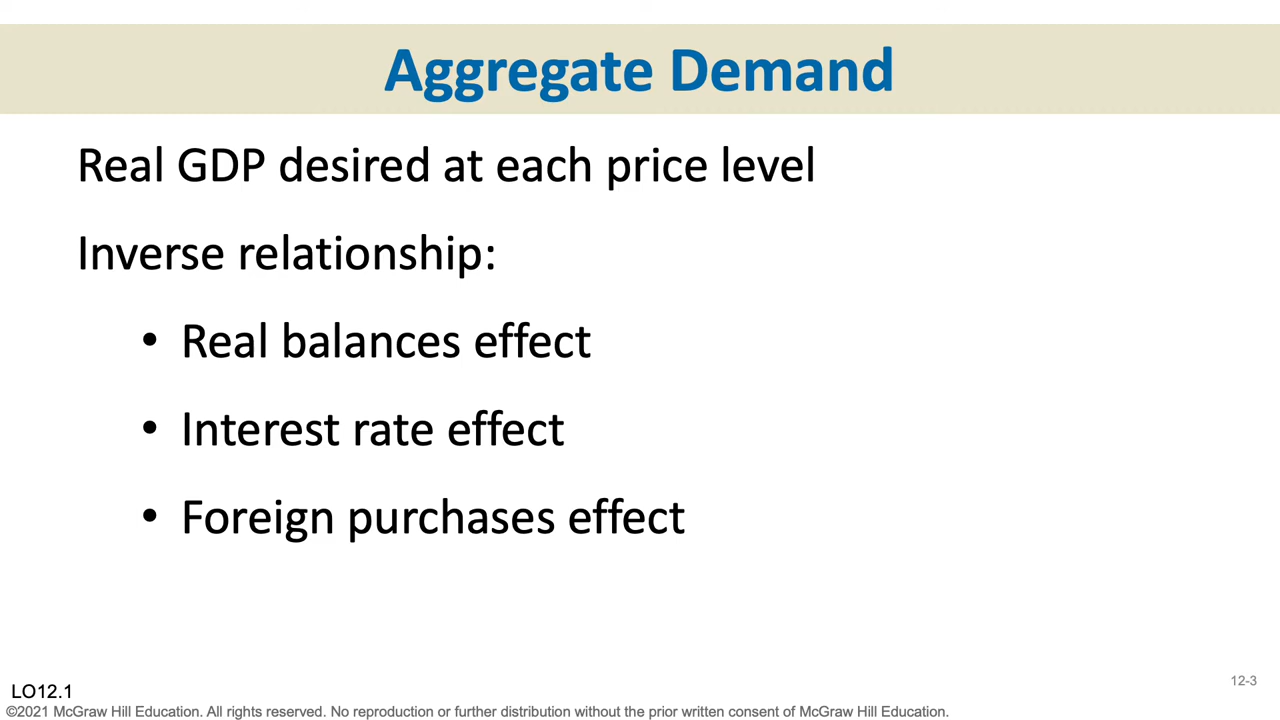 Aggregate Demand
Real GDP desired at each price level
Inverse relationship:
• Real balances effect
• Interest rate effect
• Foreign purchases effect
12-3
LO12.1
©2021 McGraw Hill Education. All rights reserved. No reproduction or further distribution without the prior written consent of McGraw Hill Education.